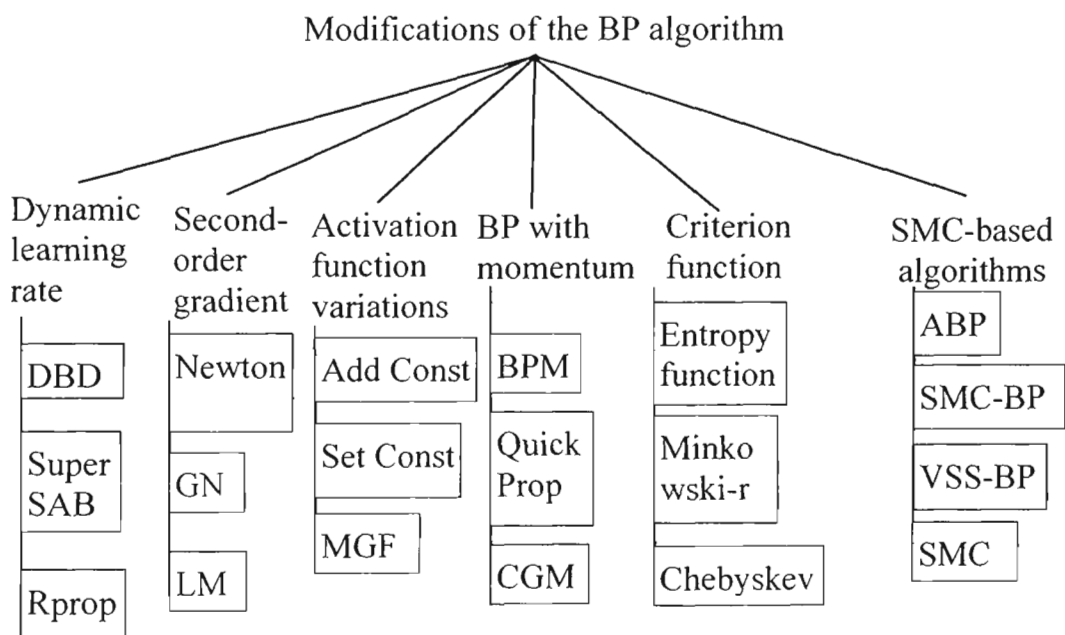 Modifications of the BP algorithm
Dynamic
learning
rate
DBD
Super
SAB
Rprop
Second-
order
gradient
Newton
GN
LM
Activation
function
variations
Add Const
Set Const
MGF
BP with
momentum
BPM
Quick
Prop
CGM
Criterion
function
Entropy
function
Minko
wski-r
Chebyskev
SMC-based
algorithms
ABP
SMC-BP
VSS-BP
SMC